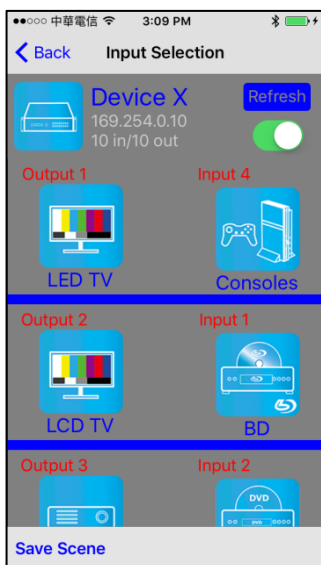 中華電信 3:09 PM
Back Input Selection
Device X Refresh
169.254.0.10
10 in/10 out
Output 1 Input 4
LED TV Consoles
Output 2 Input 1
LCD TV BD
Output 3 Input 2
DVD
DVD
Save Scene